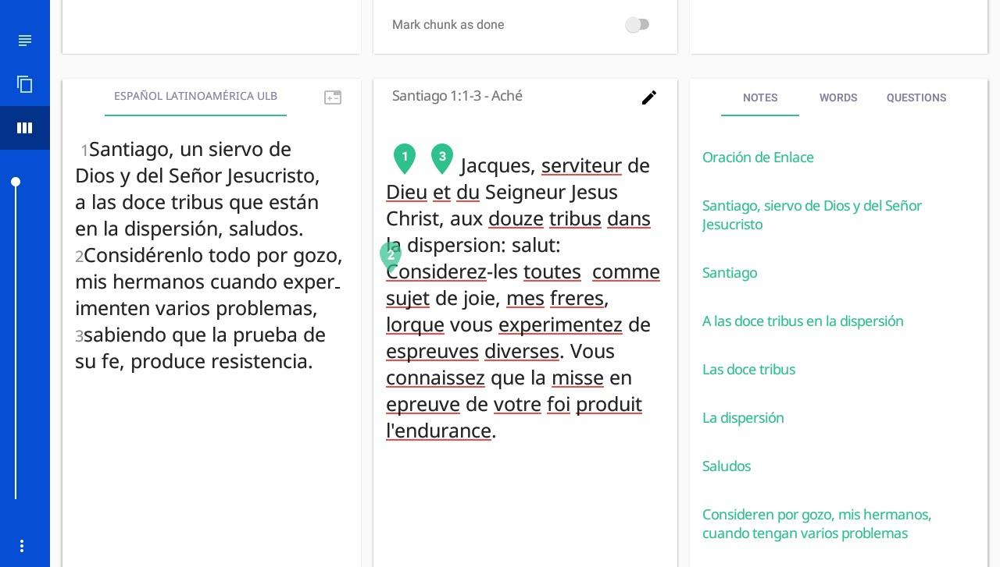 Mark chunk as done
ESPAÑOL LATINOAMÉRICA ULB
1Santiago, un siervo de
Dios y del Señor Jesucristo,
a las doce tribus que están
en la dispersión, saludos.
2Considérenlo todo por gozo,
mis hermanos cuando exper-
imenten varios problemas,
3sabiendo que la prueba de
su fe, produce resistencia.
Santiago 1:1-3 - Aché
1 3 Jacques, serviteur de
Dieu et du Seigneur Jesus
Christ, aux douze tribus dans
la dispersion: salut:
2
Considerez-les toutes comme
sujet de joie, mes freres,
lorque vous experimentez de
espreuves diverses. Vous
connaissez que la misse en
epreuve de votre foi produit
l'endurance.
NOTES WORDS QUESTIONS
Oración de Enlace
Santiago, siervo de Dios y del Señor
Jesucristo
Santiago
A las doce tribus en la dispersión
Las doce tribus
La dispersión
Saludos
Consideren por gozo, mis hermanos,
cuando tengan varios problemas